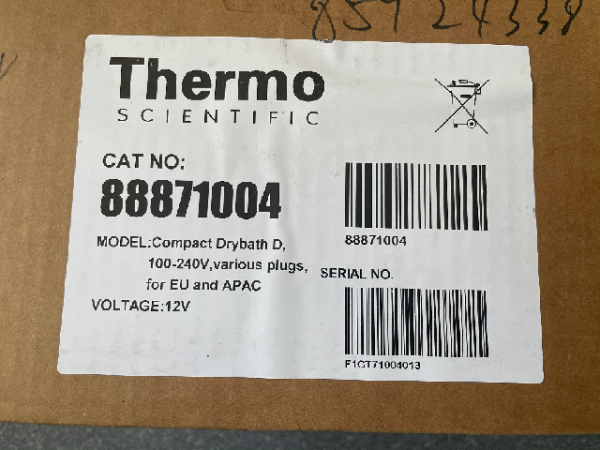 85924338
Thermo
SCIENTIFIC
CAT NO:
88871004
88871004
MODEL:Compact Drybath D,
100-240V,various plugs,
for EU and APAC
VOLTAGE:12V
SERIAL NO.
F1CT71004013